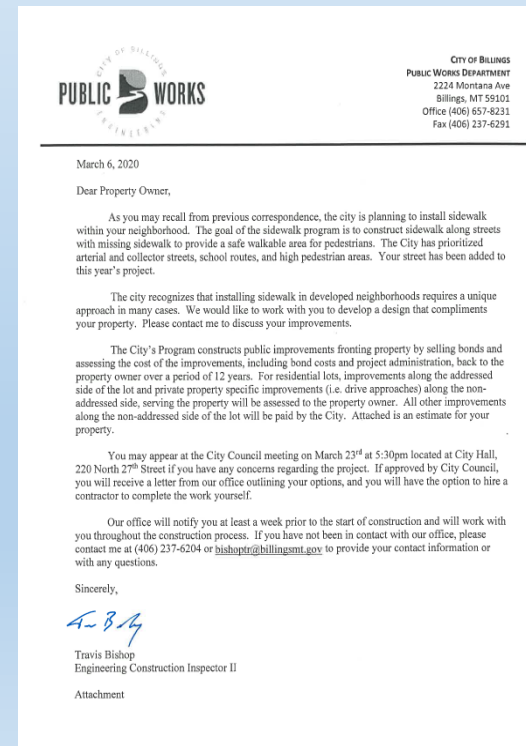 CITY OF BILLINGS
PUBLIC WORKS
ENGINEERING
CITY OF BILLINGS
PUBLIC WORKS DEPARTMENT
2224 Montana Ave
Billings, MT 59101
Office (406) 657-8231
Fax (406) 237-6291
March 6, 2020
Dear Property Owner,
As you may recall from previous correspondence, the city is planning to install sidewalk
within your neighborhood. The goal of the sidewalk program is to construct sidewalk along streets
with missing sidewalk to provide a safe walkable area for pedestrians. The City has prioritized
arterial and collector streets, school routes, and high pedestrian areas. Your street has been added to
this year's project.
The city recognizes that installing sidewalk in developed neighborhoods requires a unique
approach in many cases. We would like to work with you to develop a design that compliments
your property. Please contact me to discuss your improvements.
The City's Program constructs public improvements fronting property by selling bonds and
assessing the cost of the improvements, including bond costs and project administration, back to the
property owner over a period of 12 years. For residential lots, improvements along the addressed
side of the lot and private property specific improvements (i.e. drive approaches) along the non-
addressed side, serving the property will be assessed to the property owner. All other improvements
along the non-addressed side of the lot will be paid by the City. Attached is an estimate for your
property.
You may appear at the City Council meeting on March 23rd at 5:30pm located at City Hall,
220 North 27th Street if you have any concerns regarding the project. If approved by City Council,
you will receive a letter from our office outlining your options, and you will have the option to hire a
contractor to complete the work yourself.
Our office will notify you at least a week prior to the start of construction and will work with
you throughout the construction process. If you have not been in contact with our office, please
contact me at (406) 237-6204 or bishoptr@billingsmt.gov to provide your contact information or
with any questions.
Sincerely,
Travis Bishop
Engineering Construction Inspector II
Attachment